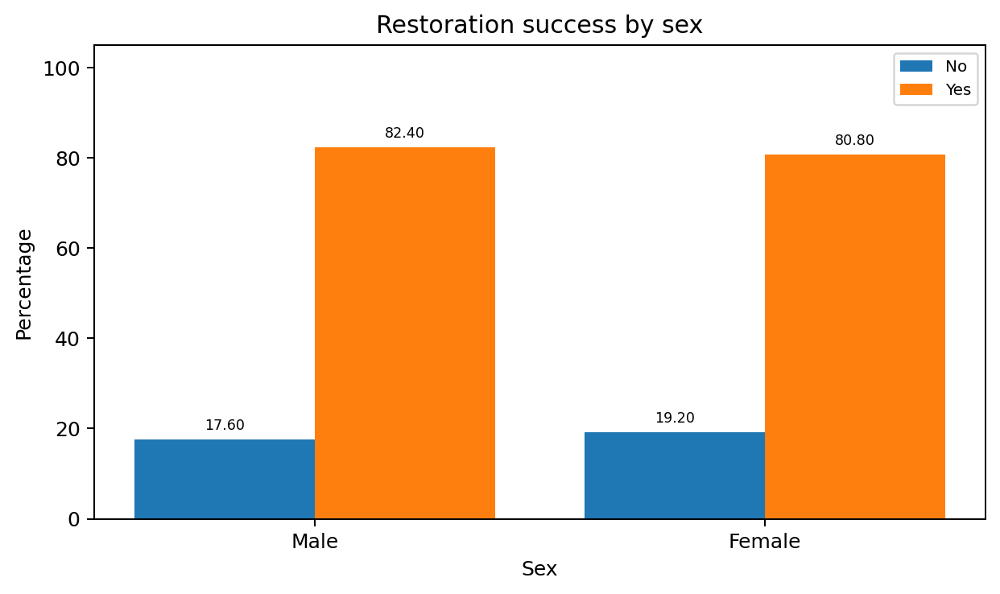 Restoration success by sex
No
Yes
Percentage
100
80
60
40
20
0
17.60
82.40
19.20
80.80
Male
Female
Sex